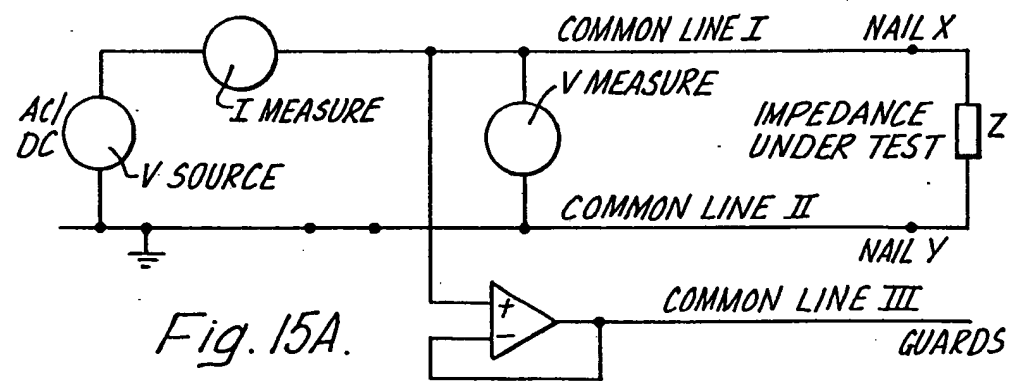 COMMON LINE I
NAIL X
I MEASURE
V MEASURE
AC/
DC
IMPEDANCE
UNDER TEST
Z
V SOURCE
COMMON LINE II
NAIL Y
+
−
COMMON LINE III
GUARDS
Fig. 15A.